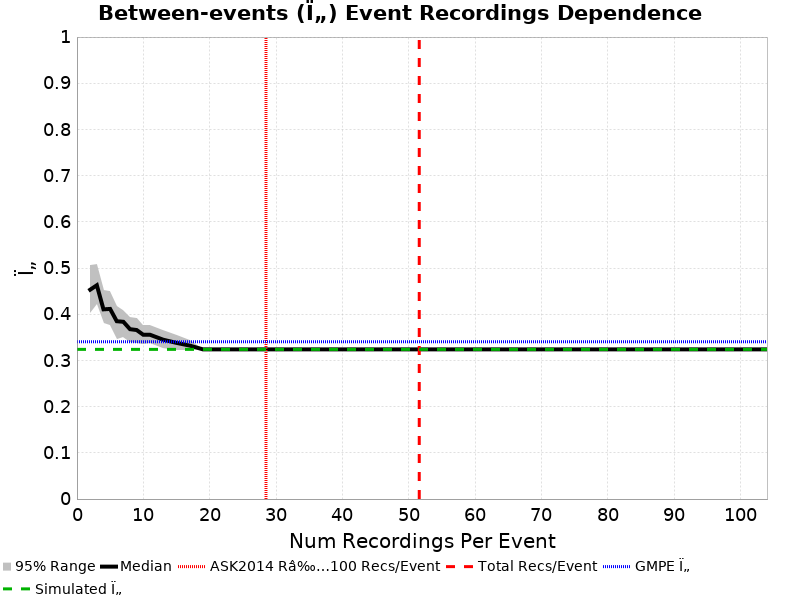 Between-events (Ï„) Event Recordings Dependence
1
0.9
0.8
0.7
0.6
0.5
0.4
0.3
0.2
0.1
0
Ï„
0 10 20 30 40 50 60 70 80 90 100
Num Recordings Per Event
95% Range Median ASK2014 Râ‰…100 Recs/Event Total Recs/Event GMPE Ï„
Simulated Ï„